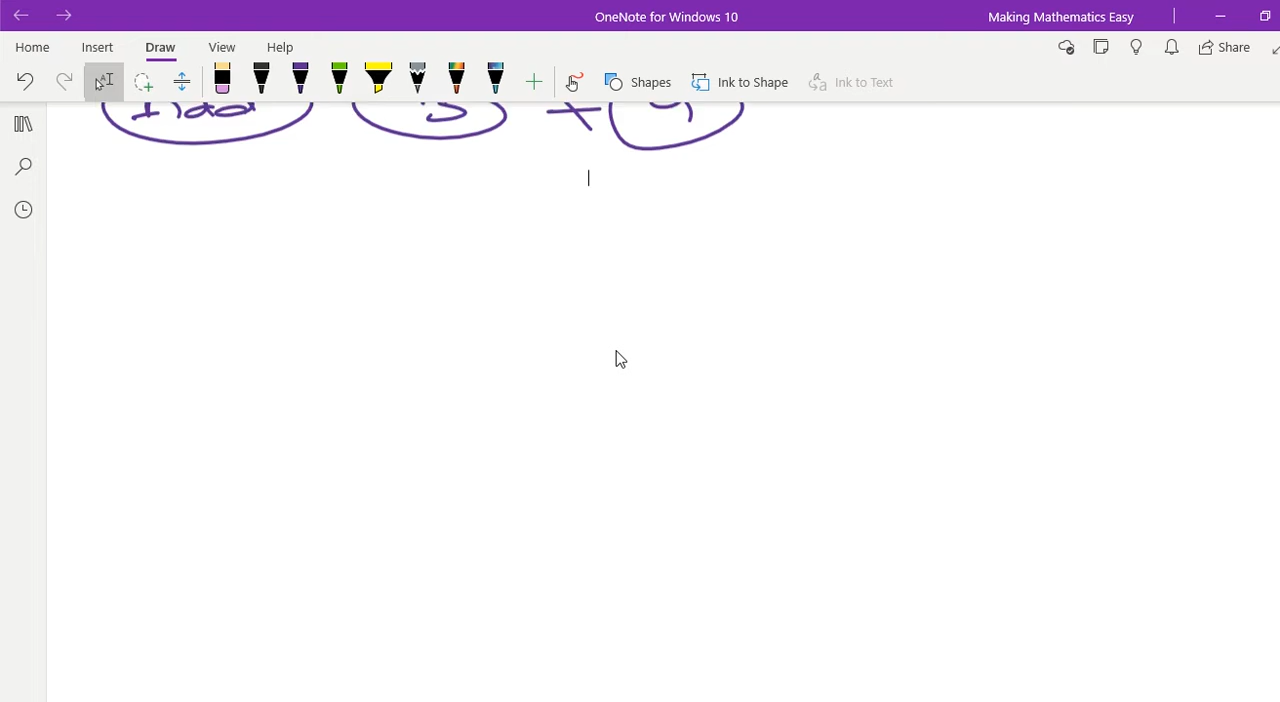 OneNote for Windows 10
Making Mathematics Easy
Home
Insert
Draw
View
Help
Share
Shapes
Ink to Shape
Ink to Text
+